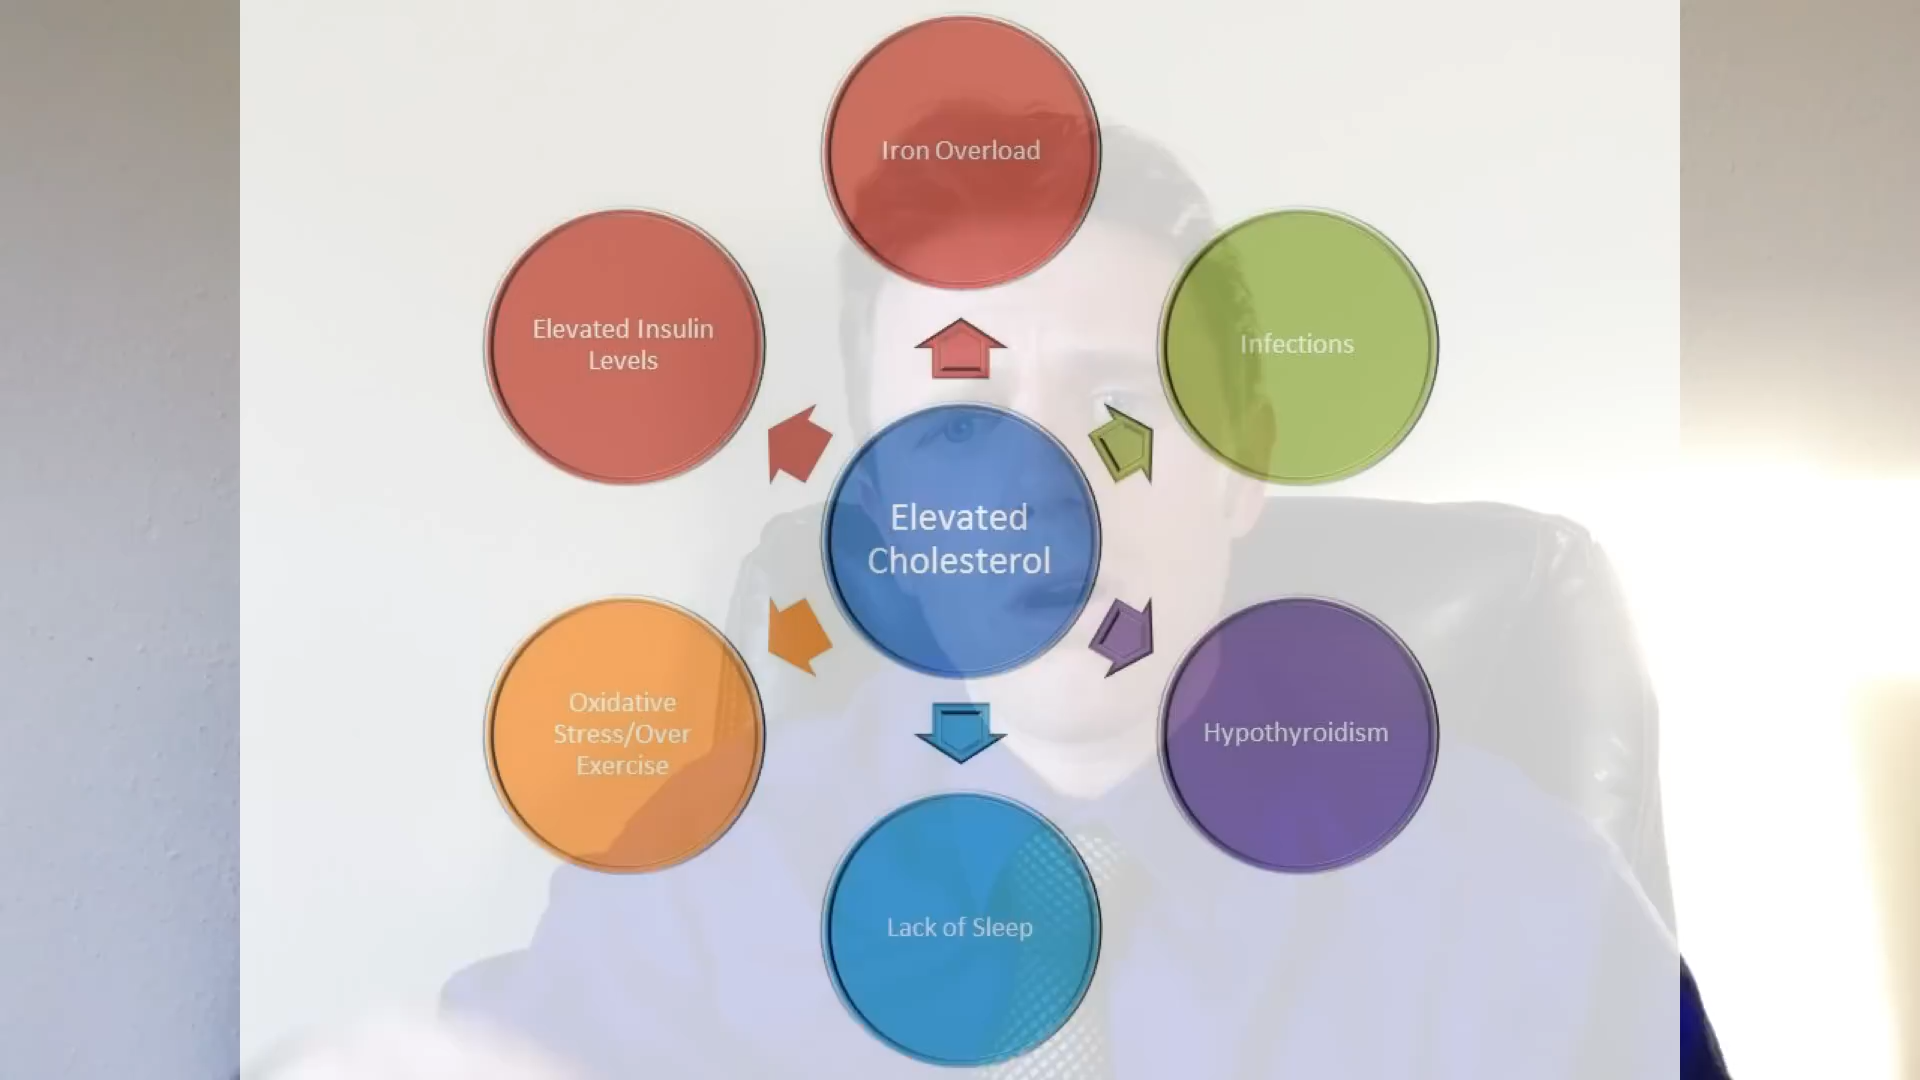 Iron Overload
Elevated Insulin
Levels
Infections
Elevated
Cholesterol
Oxidative
Stress/Over
Exercise
Hypothyroidism
Lack of Sleep